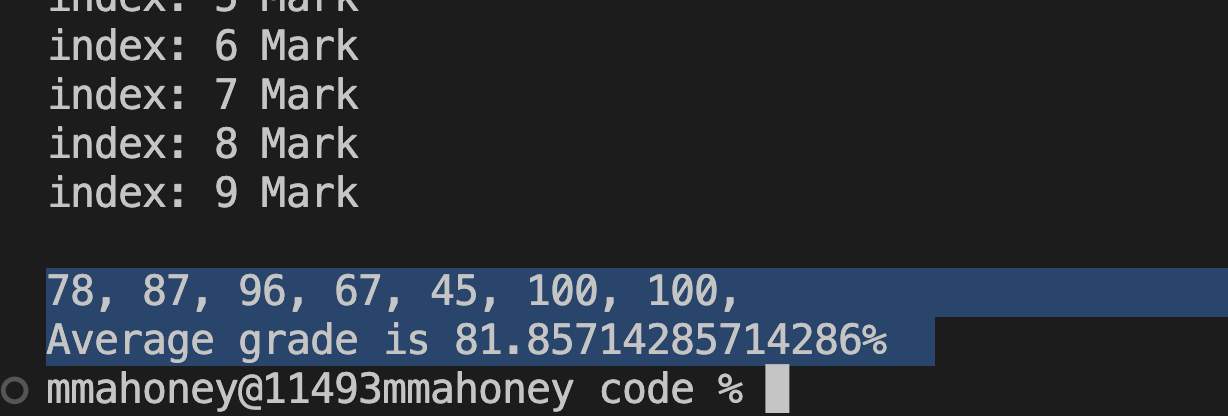 index: 5 Mark
index: 6 Mark
index: 7 Mark
index: 8 Mark
index: 9 Mark
78, 87, 96, 67, 45, 100, 100,
Average grade is 81.85714285714286%
mmahoney@11493mmahoney code %